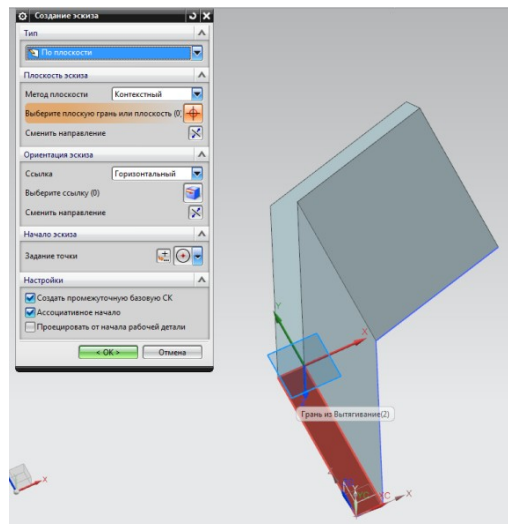 Создание эскиза
Тип
По плоскости
Плоскость эскиза
Метод плоскости Контекстный
Выберите плоскую грань или плоскость (0)
Сменить направление
Ориентация эскиза
Ссылка Горизонтальный
Выберите ссылку (0)
Сменить направление
Начало эскиза
Задание точки
Настройки
Создать промежуточную базовую СК
Ассоциативное начало
Проецировать от начала рабочей детали
< OK > Отмена
Y
X
Грань из Вытягивание(2)
X
X